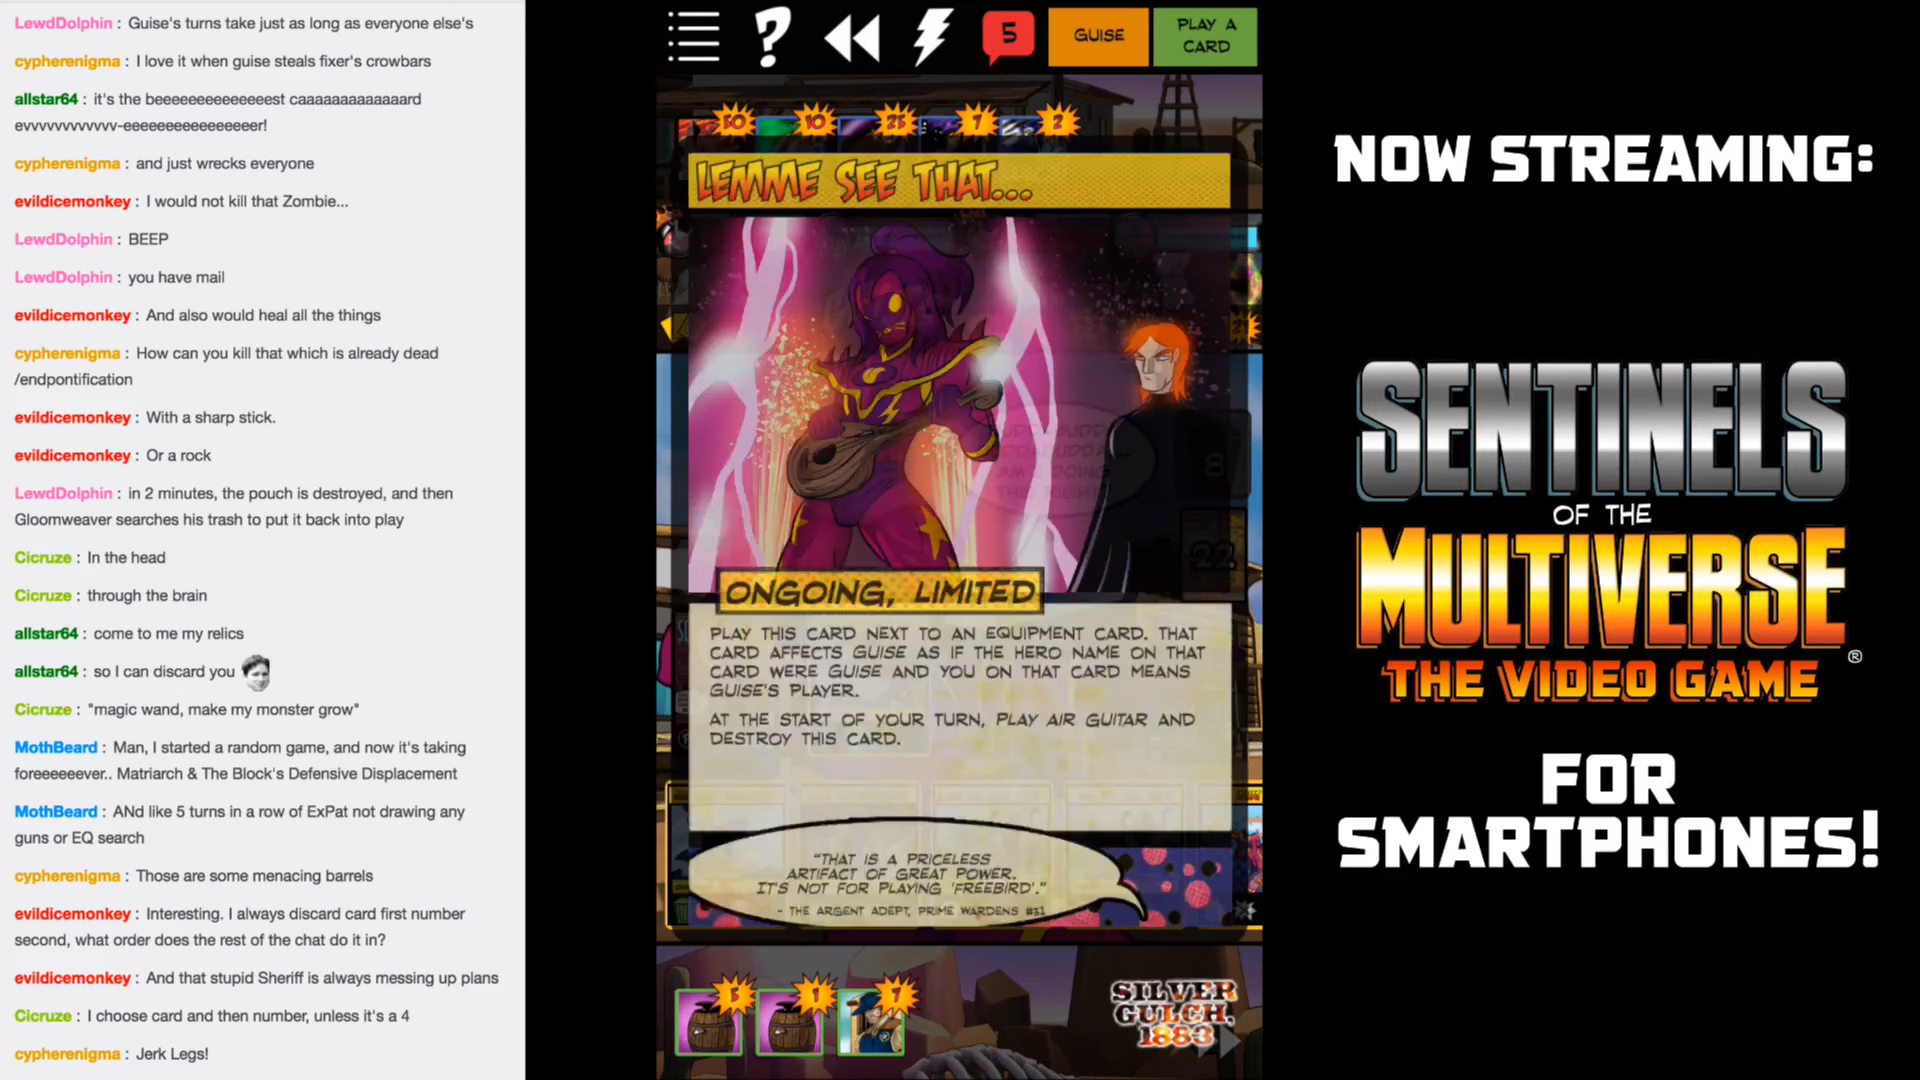 LewdDolphin : Guise's turns take just as long as everyone else's
cypherenigma : I love it when guise steals fixer's crowbars
allstar64 : it's the beeeeeeeeeeeeeest caaaaaaaaaaaaard
evvvvvvvvvvv-eeeeeeeeeeeeeeeer!
cypherenigma : and just wrecks everyone
evildicemonkey : I would not kill that Zombie...
LewdDolphin : BEEP
LewdDolphin : you have mail
evildicemonkey : And also would heal all the things
cypherenigma : How can you kill that which is already dead
/endpontification
evildicemonkey : With a sharp stick.
evildicemonkey : Or a rock
LewdDolphin : in 2 minutes, the pouch is destroyed, and then
Gloomweaver searches his trash to put it back into play
Cicruze : In the head
Cicruze : through the brain
allstar64 : come to me my relics
allstar64 : so I can discard you
Cicruze : "magic wand, make my monster grow"
MothBeard : Man, I started a random game, and now it's taking
foreeeeeever.. Matriarch & The Block's Defensive Displacement
MothBeard : ANd like 5 turns in a row of ExPat not drawing any
guns or EQ search
cypherenigma : Those are some menacing barrels
evildicemonkey : Interesting. I always discard card first number
second, what order does the rest of the chat do it in?
evildicemonkey : And that stupid Sheriff is always messing up plans
Cicruze : I choose card and then number, unless it's a 4
cypherenigma : Jerk Legs!
?
5
GUISE
PLAY A
CARD
50
10
25
7
2
LEMME SEE THAT...
8
22
ONGOING, LIMITED
PLAY THIS CARD NEXT TO AN EQUIPMENT CARD. THAT
CARD AFFECTS GUISE AS IF THE HERO NAME ON THAT
CARD WERE GUISE AND YOU ON THAT CARD MEANS
GUISE'S PLAYER.
AT THE START OF YOUR TURN, PLAY AIR GUITAR AND
DESTROY THIS CARD.
"THAT IS A PRICELESS
ARTIFACT OF GREAT POWER.
IT'S NOT FOR PLAYING 'FREEBIRD'."
- THE ARGENT ADEPT, PRIME WARDENS #31
5
1
7
SILVER
GULCH,
1883
NOW STREAMING:
SENTINELS
OF THE
MULTIVERSE
®
THE VIDEO GAME
FOR
SMARTPHONES!